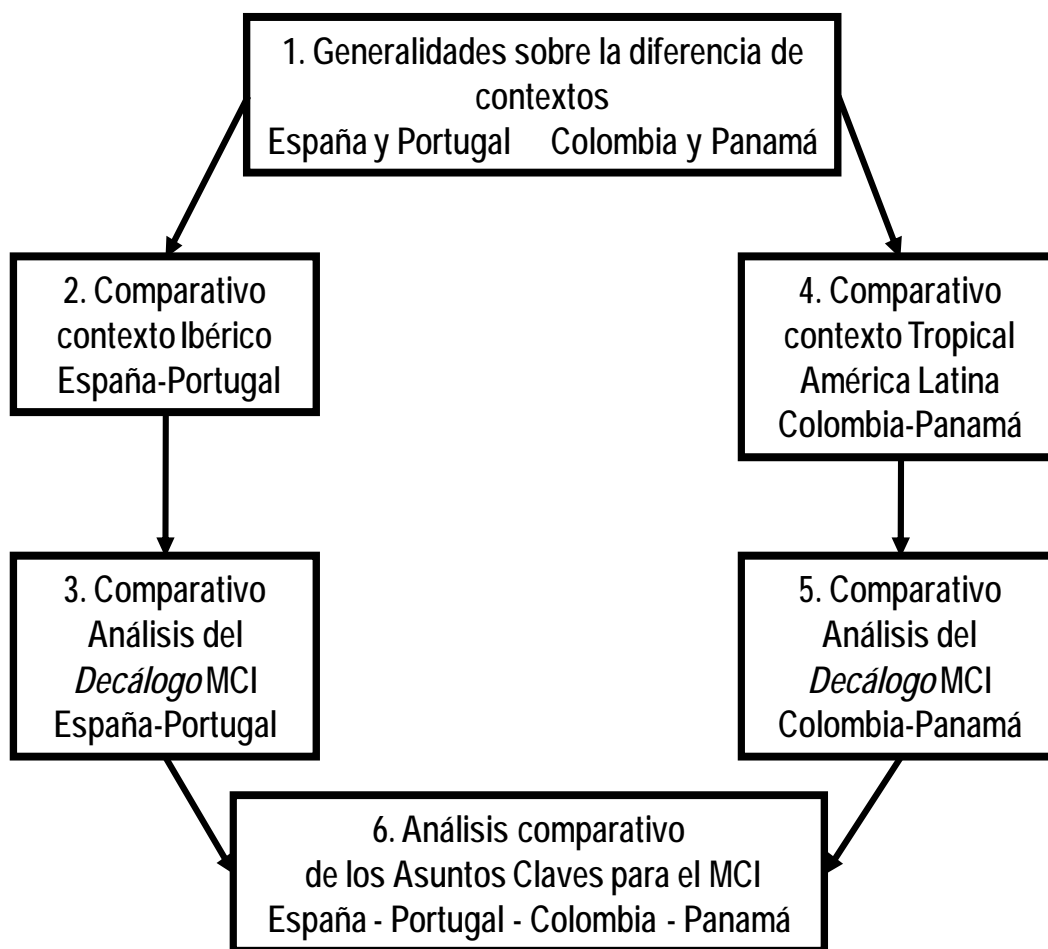 1. Generalidades sobre la diferencia de
contextos
España y Portugal Colombia y Panamá
2. Comparativo
contexto Ibérico
España-Portugal
4. Comparativo
contexto Tropical
América Latina
Colombia-Panamá
3. Comparativo
Análisis del
Decálogo MCI
España-Portugal
5. Comparativo
Análisis del
Decálogo MCI
Colombia-Panamá
6. Análisis comparativo
de los Asuntos Claves para el MCI
España - Portugal - Colombia - Panamá